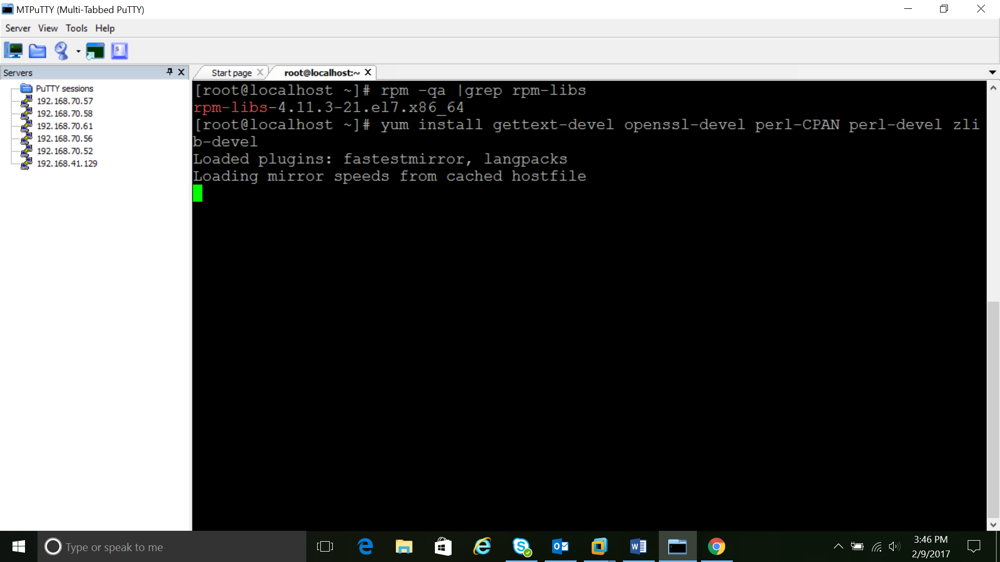 MTPuTTY (Multi-Tabbed PuTTY)
Server View Tools Help
Servers
Start page
root@localhost:~
PuTTY sessions
192.168.70.57
192.168.70.58
192.168.70.61
192.168.70.56
192.168.70.52
192.168.41.129
[root@localhost ~]# rpm -qa |grep rpm-libs
rpm-libs-4.11.3-21.el7.x86_64
[root@localhost ~]# yum install gettext-devel openssl-devel perl-CPAN perl-devel zli
b-devel
Loaded plugins: fastestmirror, langpacks
Loading mirror speeds from cached hostfile
Type or speak to me
3:46 PM
2/9/2017